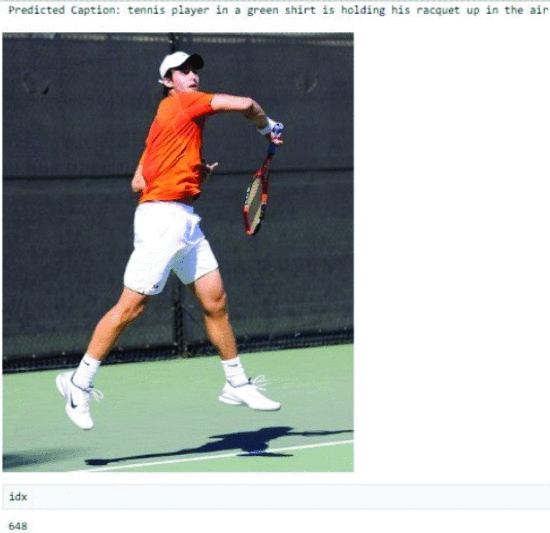 Predicted Caption: tennis player in a green shirt is holding his racquet up in the air
idx
648